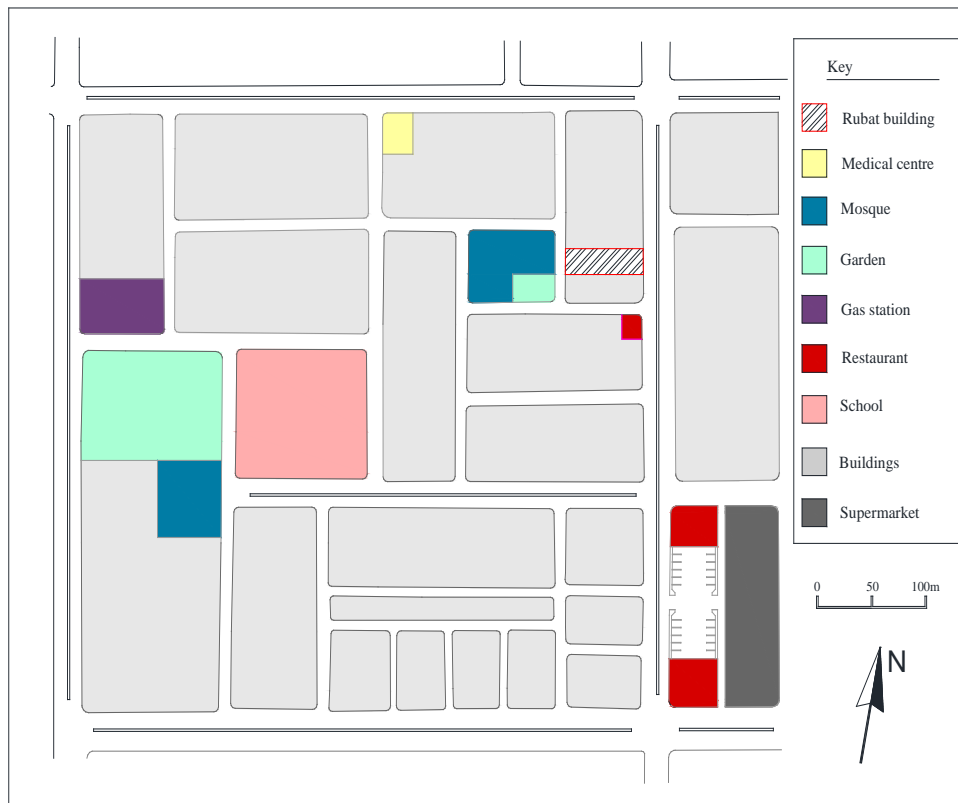 Key
Rubat building
Medical centre
Mosque
Garden
Gas station
Restaurant
School
Buildings
Supermarket
0 50 100m
N